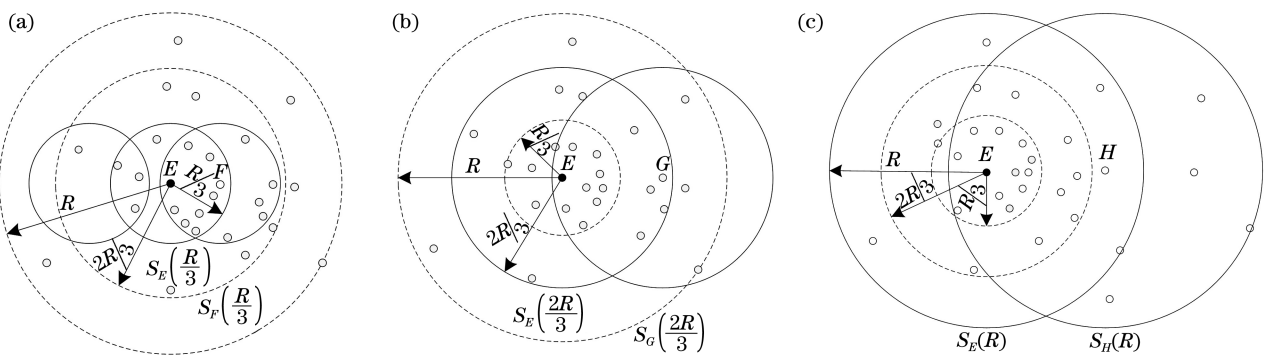 (a)
E
F
R/3
R
2R/3
S_E(R/3)
S_F(R/3)
(b)
R/3
R
E
G
2R/3
S_E(2R/3)
S_G(2R/3)
(c)
R
E
H
2R/3
R/3
S_E(R)
S_H(R)